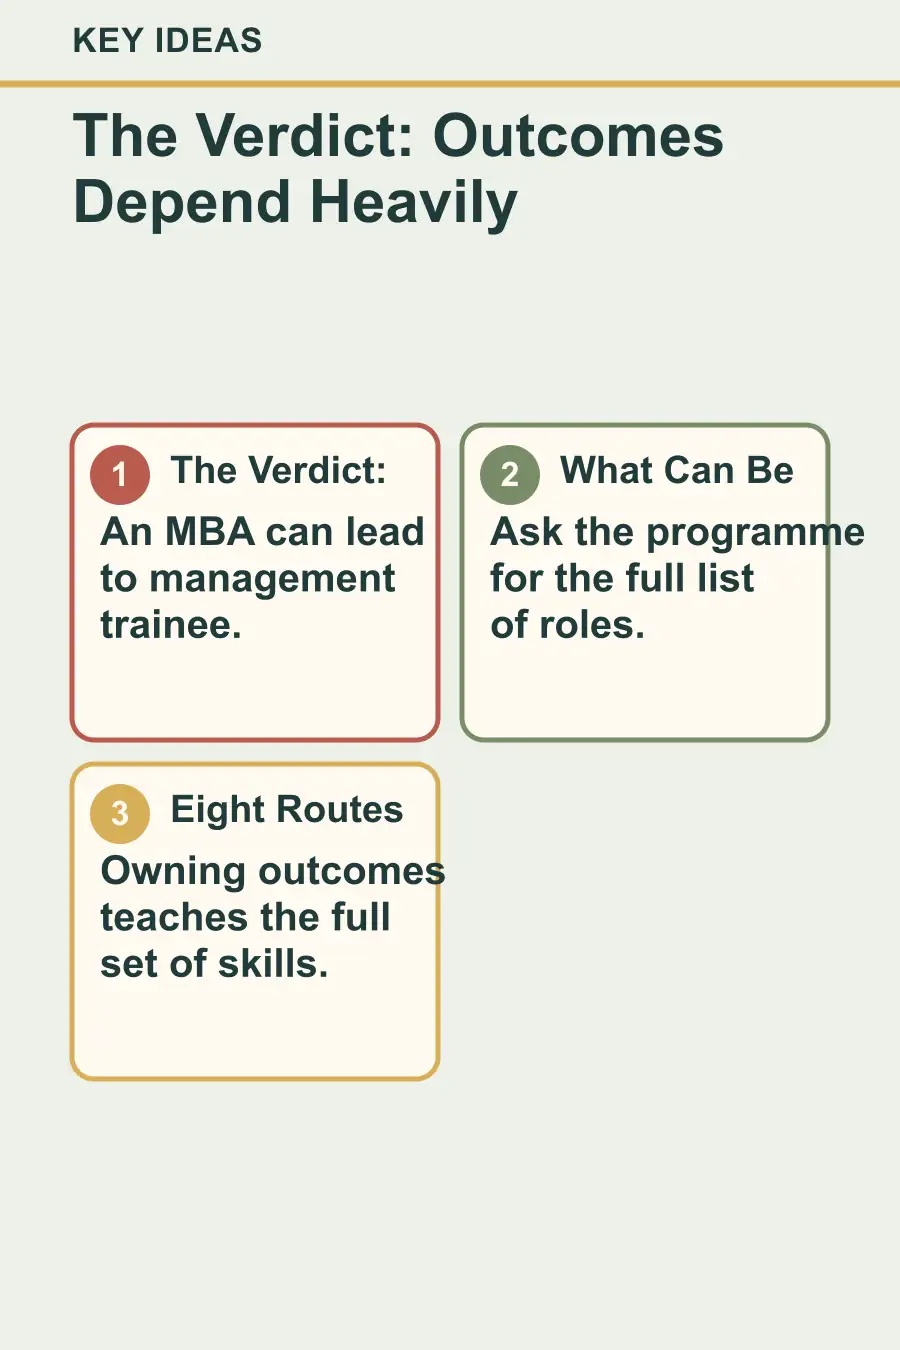 KEY IDEAS
The Verdict: Outcomes
Depend Heavily
1 The Verdict:
An MBA can lead
to management
trainee.
2 What Can Be
Ask the programme
for the full list
of roles.
3 Eight Routes
Owning outcomes
teaches the full
set of skills.